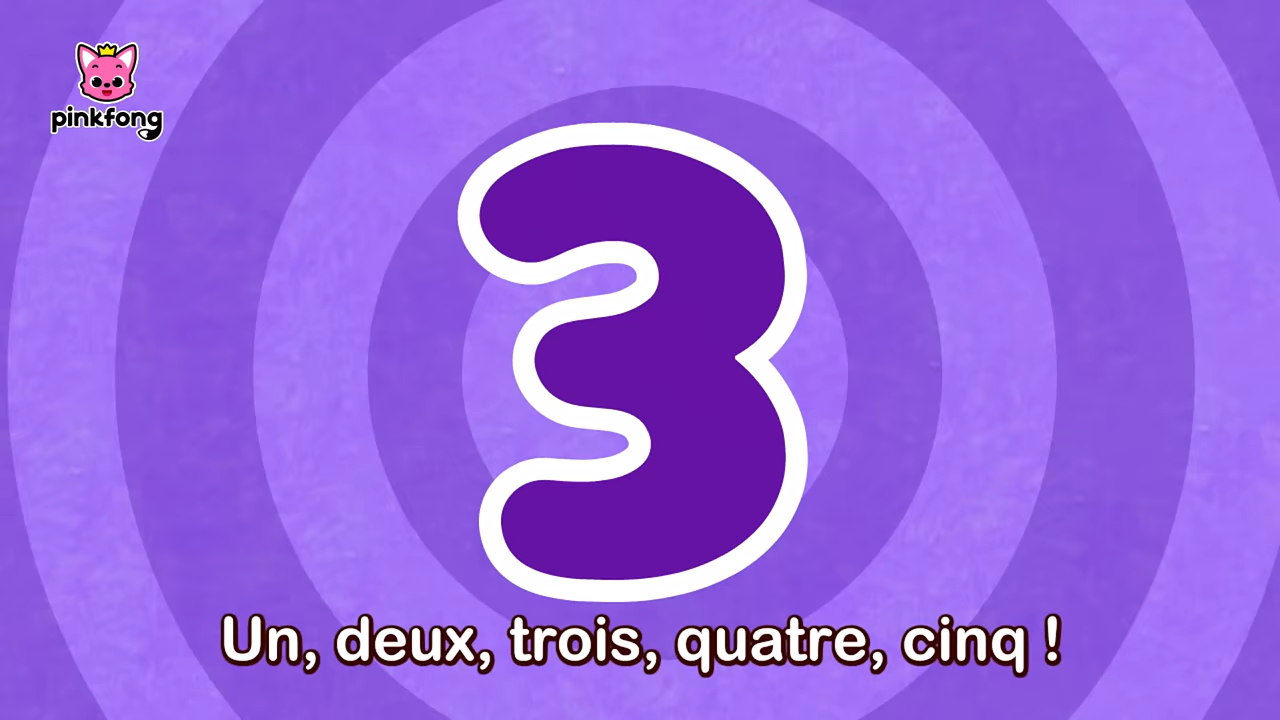 pinkfong
3
Un, deux, trois, quatre, cinq !